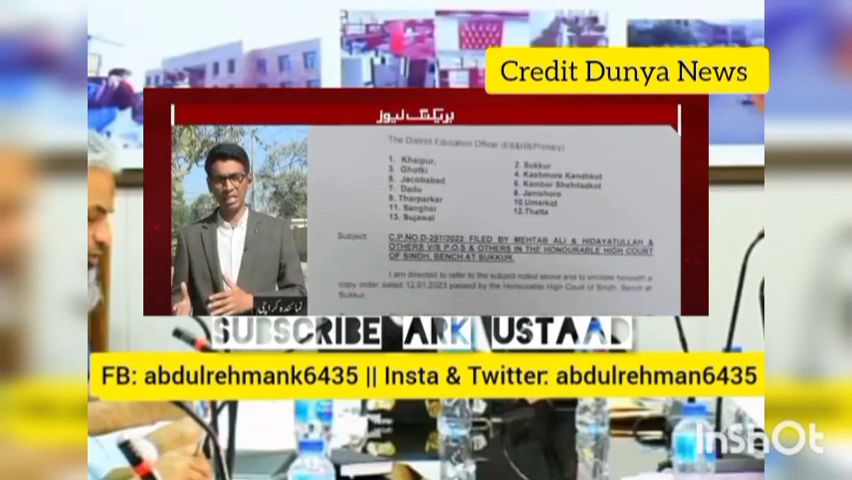 Credit Dunya News
بریکنگ نیوز
The District Education Officer (ES&HS/Primary)
1. Khairpur,
2. Sukkur
3. Ghotki
4. Kashmore Kandhkot
5. Jacobabad
6. Kamber Shahdadkot
7. Dadu
8. Jamshoro
9. Tharparkar
10. Umarkot
11. Sanghar
12. Thatta
13. Sujawal
Subject: C.P.NO.D-297/2022 FILED BY MEHTAB ALI & HIDAYATULLAH &
OTHERS V/S P.O.S & OTHERS IN THE HONOURABLE HIGH COURT
OF SINDH, BENCH AT SUKKUR.
I am directed to refer to the subject noted above and to enclose herewith a
copy order dated 12.01.2023 passed by the Honourable High Court of Sindh, Bench at
Sukkur.
نمائندہ کراچی
SUBSCRIBE ARK USTAAD
FB: abdulrehmank6435 || Insta & Twitter: abdulrehman6435
InShOt